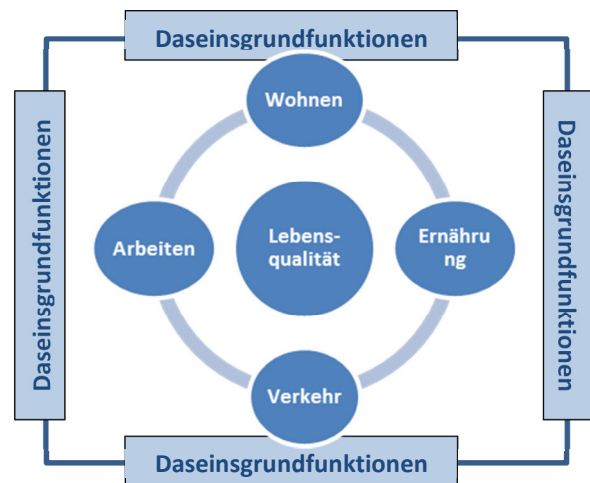 Daseinsgrundfunktionen
Wohnen
Daseinsgrundfunktionen
Arbeiten
Lebens-
qualität
Ernähru
ng
Daseinsgrundfunktionen
Verkehr
Daseinsgrundfunktionen